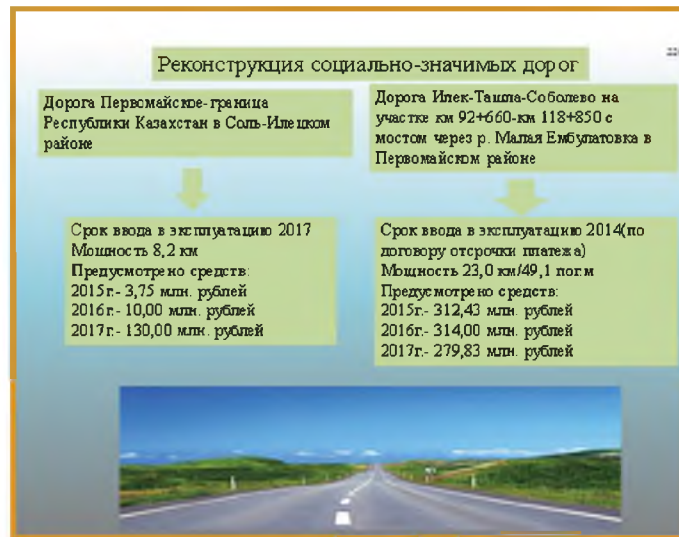 Реконструкция социально-значимых дорог
Дорога Первомайское-граница
Республики Казахстан в Соль-Илецком
районе
Дорога Илек-Ташла-Соболево на
участке км 92+660-км 118+850 с
мостом через р. Малая Ембулатовка в
Первомайском районе
Срок ввода в эксплуатацию 2017
Мощность 8,2 км
Предусмотрено средств:
2015г.- 3,75 млн. рублей
2016г.- 10,00 млн. рублей
2017г.- 130,00 млн. рублей
Срок ввода в эксплуатацию 2014(по
договору отсрочки платежа)
Мощность 23,0 км/49,1 пог.м
Предусмотрено средств:
2015г.- 312,43 млн. рублей
2016г.- 314,00 млн. рублей
2017г.- 279,83 млн. рублей